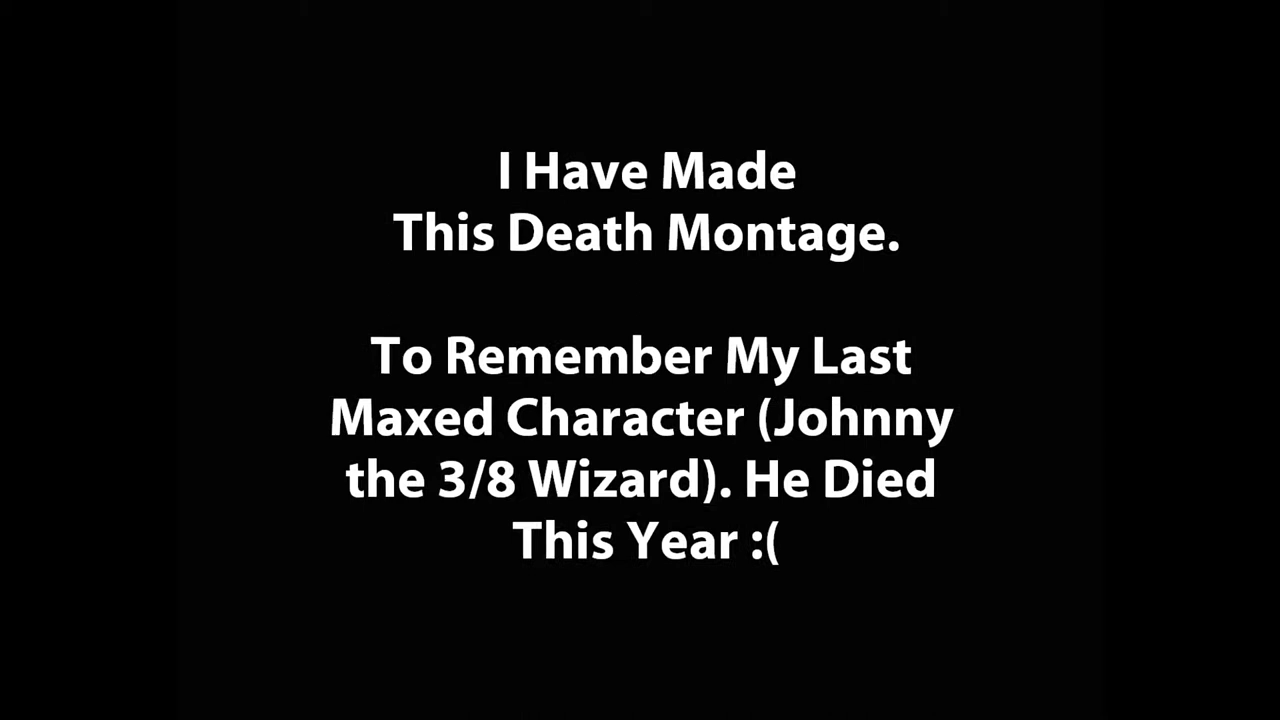 I Have Made
This Death Montage.
To Remember My Last
Maxed Character (Johnny
the 3/8 Wizard). He Died
This Year :(